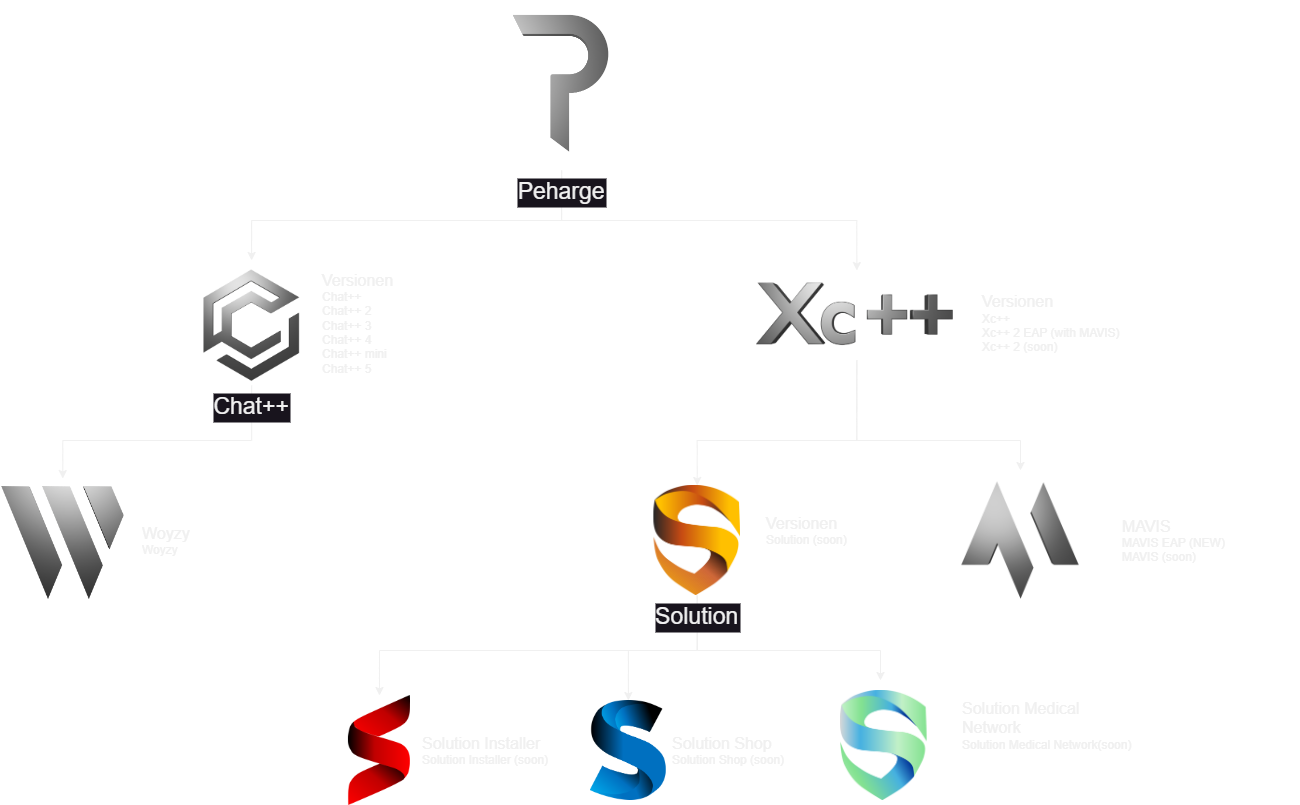 Peharge
Versionen
Chat++
Chat++ 2
Chat++ 3
Chat++ 4
Chat++ mini
Chat++ 5
Chat++
Xc++
Versionen
Xc++
Xc++ 2 EAP (with MAVIS)
Xc++ 2 (soon)
Woyzy
Woyzy
Versionen
Solution (soon)
Solution
MAVIS
MAVIS EAP (NEW)
MAVIS (soon)
Solution Installer
Solution Installer (soon)
Solution Shop
Solution Shop (soon)
Solution Medical
Network
Solution Medical Network(soon)